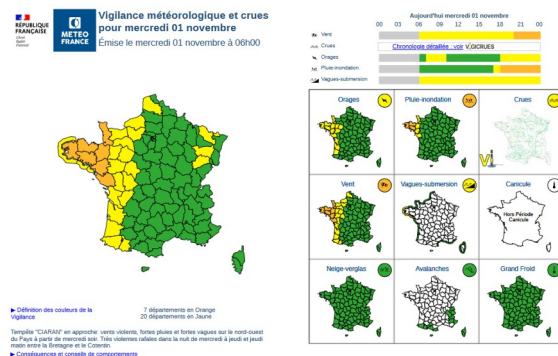 RÉPUBLIQUE
FRANÇAISE
METEO
FRANCE
Vigilance météorologique et crues
pour mercredi 01 novembre
Émise le mercredi 01 novembre à 06h00
Aujourd'hui mercredi 01 novembre
00 03 06 09 12 15 18 21 00
Vent
Crues
Chronologie détaillée : voir VIGICRUES
Orages
Pluie-inondation
Vagues-submersion
Orages
Pluie-inondation
Crues
Vi
Vent
Vagues-submersion
Canicule
Hors Période
Canicule
Neige-verglas
Avalanches
Grand Froid
► Définition des couleurs de la
Vigilance
7 départements en Orange
20 départements en Jaune
Tempête "CIARAN" en approche: vents violents, fortes pluies et fortes vagues sur le nord-ouest
du Pays à partir de mercredi soir. Très violentes rafales dans la nuit de mercredi à jeudi et jeudi
matin entre la Bretagne et le Cotentin.
► Conséquences et conseils de comportements